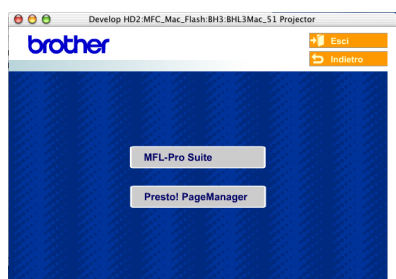 Develop HD2:MFC_Mac_Flash:BH3:BHL3Mac_S1 Projector
brother
Esci
Indietro
MFL-Pro Suite
Presto! PageManager